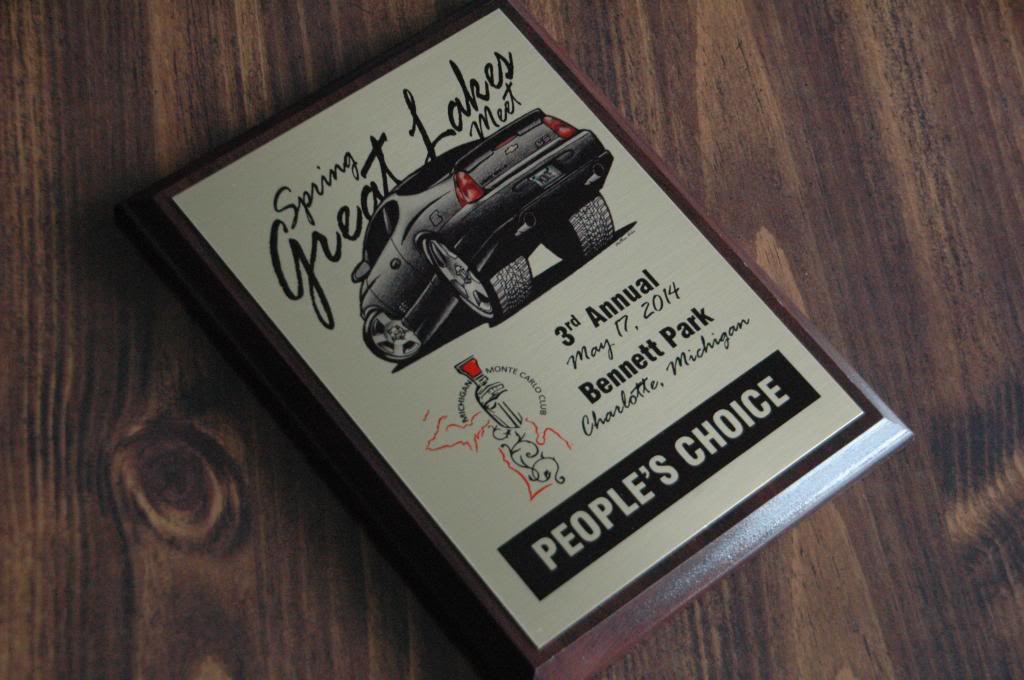 Spring
Great Lakes
Meet
3rd Annual
May 17, 2014
Bennett Park
Charlotte, Michigan
MICHIGAN MONTE CARLO CLUB
PEOPLE'S CHOICE